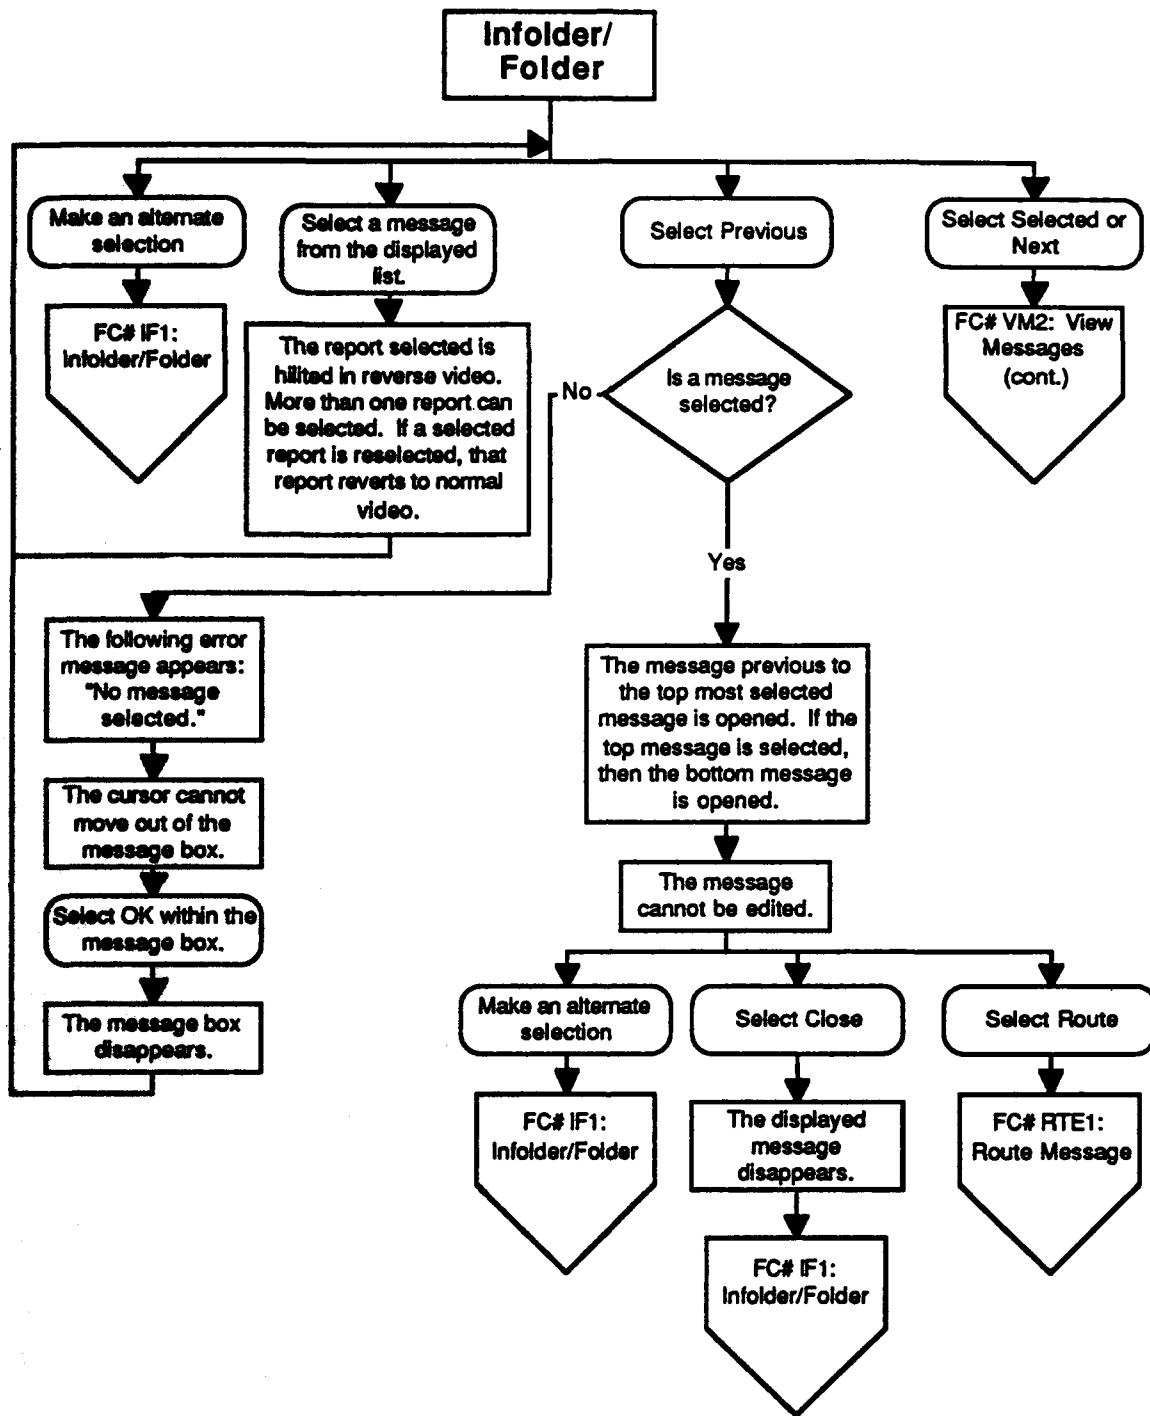 Infolder/
Folder
Make an alternate
selection
Select a message
from the displayed
list.
Select Previous
Select Selected or
Next
FC# IF1:
Infolder/Folder
The report selected is
hilited in reverse video.
More than one report can
be selected. If a selected
report is reselected, that
report reverts to normal
video.
No
Is a message
selected?
FC# VM2: View
Messages
(cont.)
Yes
The following error
message appears:
"No message
selected."
The message previous to
the top most selected
message is opened. If the
top message is selected,
then the bottom message
is opened.
The cursor cannot
move out of the
message box.
The message
cannot be edited.
Select OK within the
message box.
The message box
disappears.
Make an alternate
selection
Select Close
Select Route
FC# IF1:
Infolder/Folder
The displayed
message
disappears.
FC# RTE1:
Route Message
FC# IF1:
Infolder/Folder